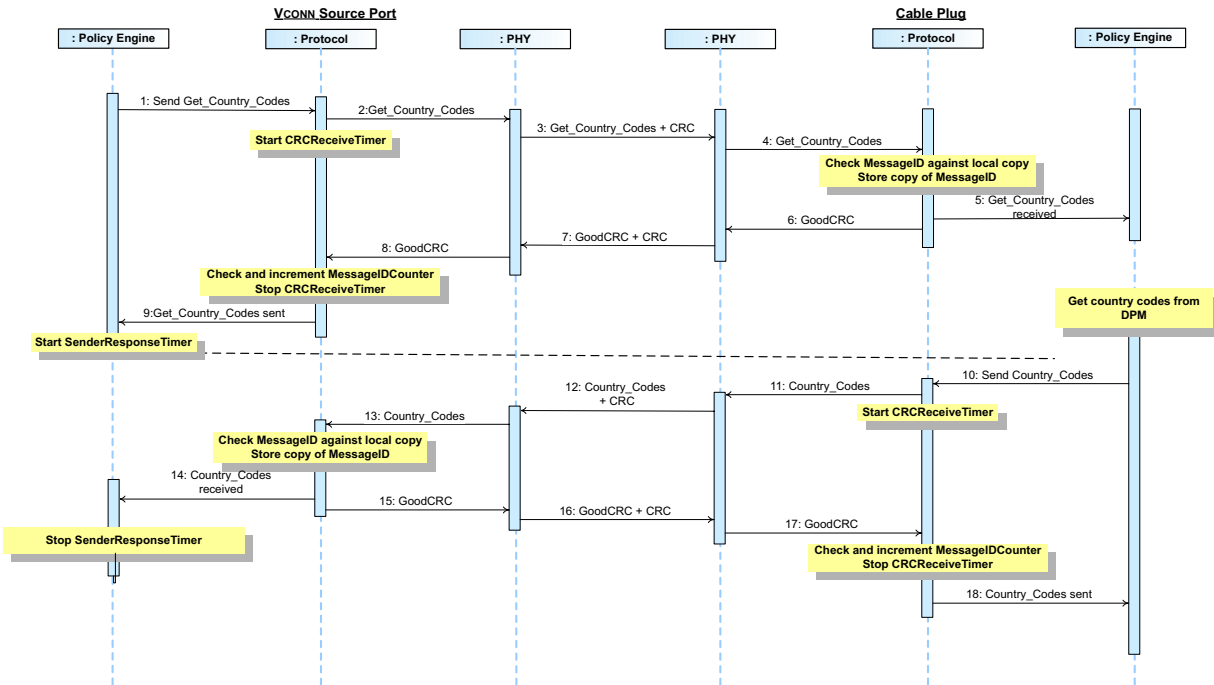 VCONN Source Port
Cable Plug
: Policy Engine
: Protocol
: PHY
: PHY
: Protocol
: Policy Engine
1: Send Get_Country_Codes
2:Get_Country_Codes
Start CRCReceiveTimer
3: Get_Country_Codes + CRC
4: Get_Country_Codes
Check MessageID against local copy
Store copy of MessageID
5: Get_Country_Codes
received
6: GoodCRC
7: GoodCRC + CRC
8: GoodCRC
Check and increment MessageIDCounter
Stop CRCReceiveTimer
9:Get_Country_Codes sent
Start SenderResponseTimer
Get country codes from
DPM
10: Send Country_Codes
11: Country_Codes
Start CRCReceiveTimer
12: Country_Codes
+ CRC
13: Country_Codes
Check MessageID against local copy
Store copy of MessageID
14: Country_Codes
received
15: GoodCRC
16: GoodCRC + CRC
17: GoodCRC
Stop SenderResponseTimer
Check and increment MessageIDCounter
Stop CRCReceiveTimer
18: Country_Codes sent